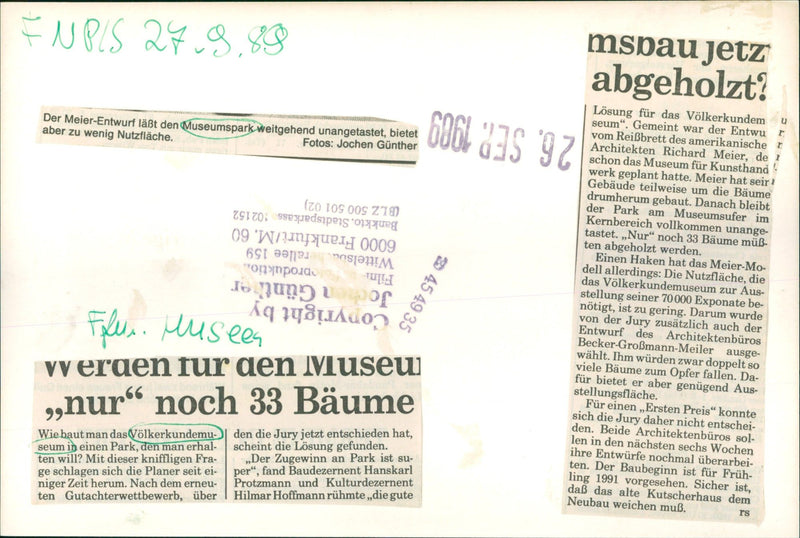 FNP/S 27.9.89
Der Meier-Entwurf läßt den Museumspark weitgehend unangetastet, bietet
aber zu wenig Nutzfläche.
Fotos: Jochen Günther
26. SEP. 1989
Copyright by
Jochen Günther
6000 Frankfurt/M. 60
Bankkto. Stadtsparkass. 102152
(BLZ 500 501 02)
☎ 45 49 35
Museen
Werden für den Museu
„nur“ noch 33 Bäume
Wie baut man das Völkerkundemu-
seum in einen Park, den man erhal-
ten will? Mit dieser kniffligen Fra-
ge schlagen sich die Planer seit ei-
niger Zeit herum. Nach dem erneu-
ten Gutachterwettbewerb, über
den die Jury jetzt entschieden hat,
scheint die Lösung gefunden.
„Der Zugewinn an Park ist su-
per“, fand Baudezernent Hanskarl
Protzmann und Kulturdezernent
Hilmar Hoffmann rühmte „die gute
msbau jetzt
abgeholzt?
Lösung für das Völkerkundem
seum“. Gemeint war der Entwu
vom Reißbrett des amerikanische
Architekten Richard Meier, de
schon das Museum für Kunsthand
werk geplant hatte. Meier hat sein
Gebäude teilweise um die Bäume
drumherum gebaut. Danach bleibt
der Park am Museumsufer im
Kernbereich vollkommen unange-
tastet. „Nur“ noch 33 Bäume müß-
ten abgeholzt werden.
Einen Haken hat das Meier-Mo-
dell allerdings: Die Nutzfläche, die
das Völkerkundemuseum zur Aus-
stellung seiner 70 000 Exponate be-
nötigt, ist zu gering. Darum wurde
von der Jury zusätzlich auch der
Entwurf des Architektenbüros
Becker-Großmann-Meiler ausge-
wählt. Ihm würden zwar doppelt so
viele Bäume zum Opfer fallen. Da-
für bietet er aber genügend Aus-
stellungsfläche.
Für einen „Ersten Preis“ konnte
sich die Jury daher nicht entschei-
den. Beide Architektenbüros sol-
len in den nächsten sechs Wochen
ihre Entwürfe nochmal überarbei-
ten. Der Baubeginn ist für Früh-
ling 1991 vorgesehen. Sicher ist,
daß das alte Kutscherhaus dem
Neubau weichen muß.
rs